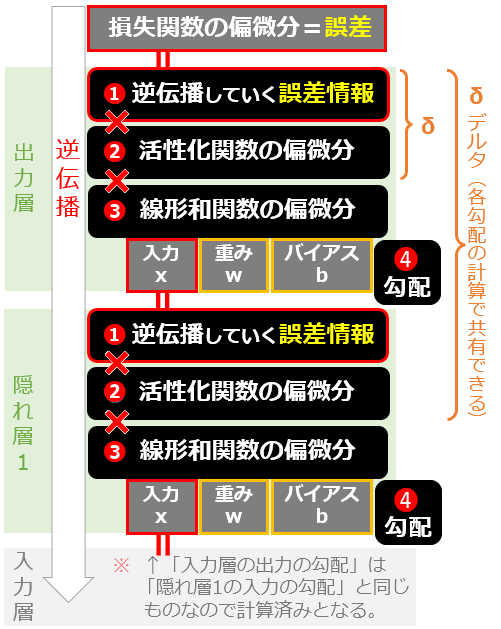 損失関数の偏微分＝誤差
逆伝播
出力層
❶ 逆伝播していく誤差情報
×
❷ 活性化関数の偏微分
×
❸ 線形和関数の偏微分
入力 重み バイアス
x w b
❹
勾配
δ
δ デルタ（各勾配の計算で共有できる）
隠れ層1
❶ 逆伝播していく誤差情報
×
❷ 活性化関数の偏微分
×
❸ 線形和関数の偏微分
入力 重み バイアス
x w b
❹
勾配
入力層
※ ↑「入力層の出力の勾配」は
「隠れ層1の入力の勾配」と同じ
ものなので計算済みとなる。